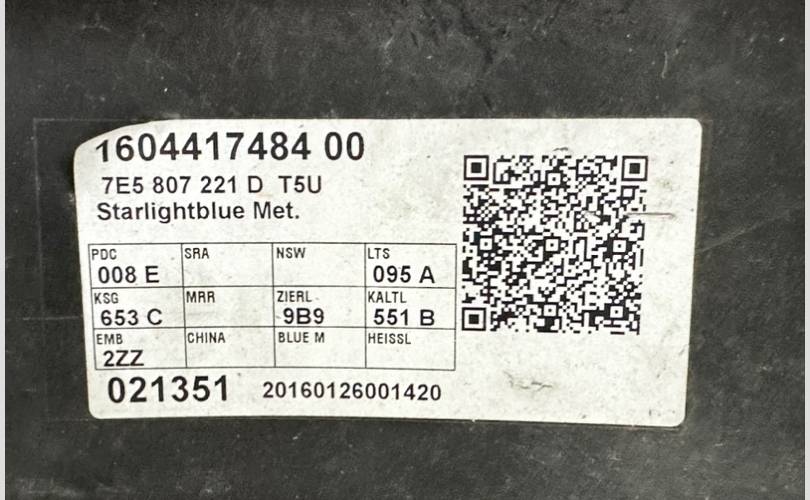 1604417484 00
7E5 807 221 D T5U
Starlightblue Met.
PDC SRA NSW LTS
008 E 095 A
KSG MRR ZIERL KALTL
653 C 9B9 551 B
EMB CHINA BLUE M HEISSL
2ZZ
021351 20160126001420